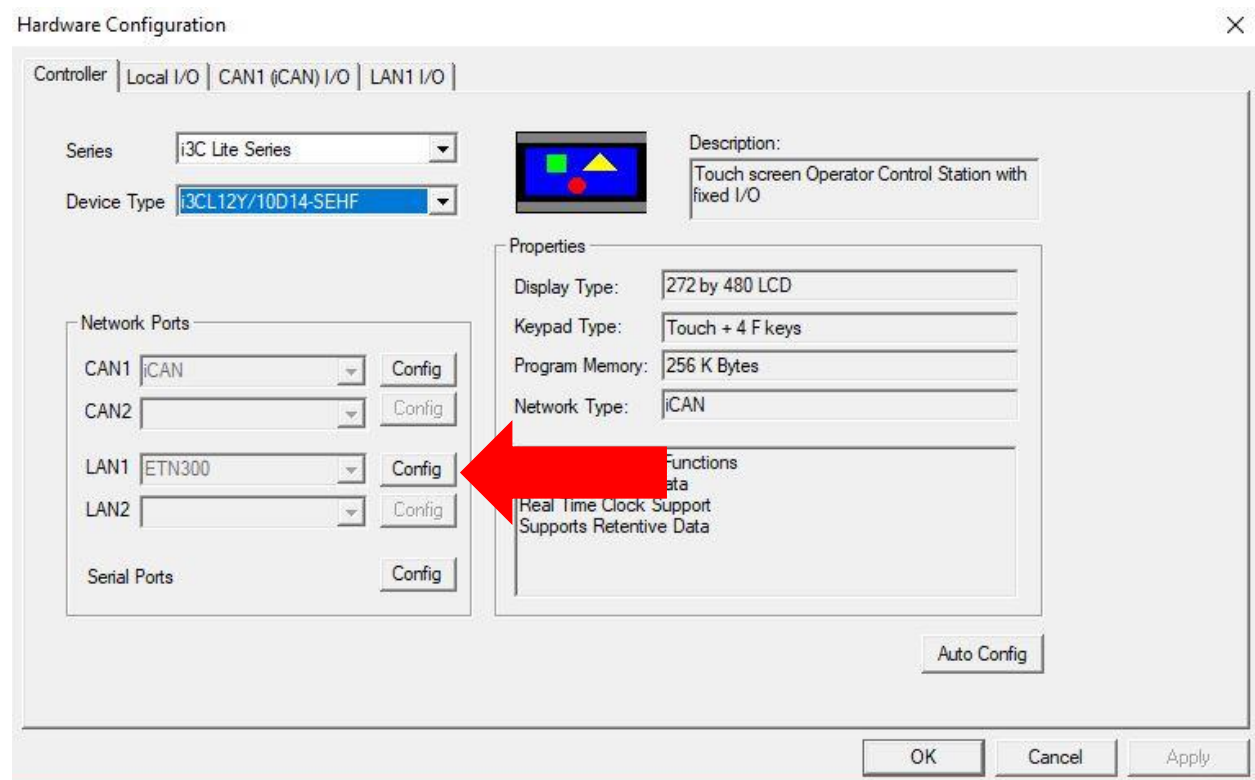 Hardware Configuration
Controller
Local I/O
CAN1 (iCAN) I/O
LAN1 I/O
Series
i3C Lite Series
Device Type
i3CL12Y/10D14-SEHF
Description:
Touch screen Operator Control Station with
fixed I/O
Network Ports
CAN1
iCAN
Config
CAN2
Config
LAN1
ETN300
Config
LAN2
Config
Serial Ports
Config
Properties
Display Type:
272 by 480 LCD
Keypad Type:
Touch + 4 F keys
Program Memory:
256 K Bytes
Network Type:
iCAN
Functions
Real Time Clock Support
Supports Retentive Data
Auto Config
OK
Cancel
Apply